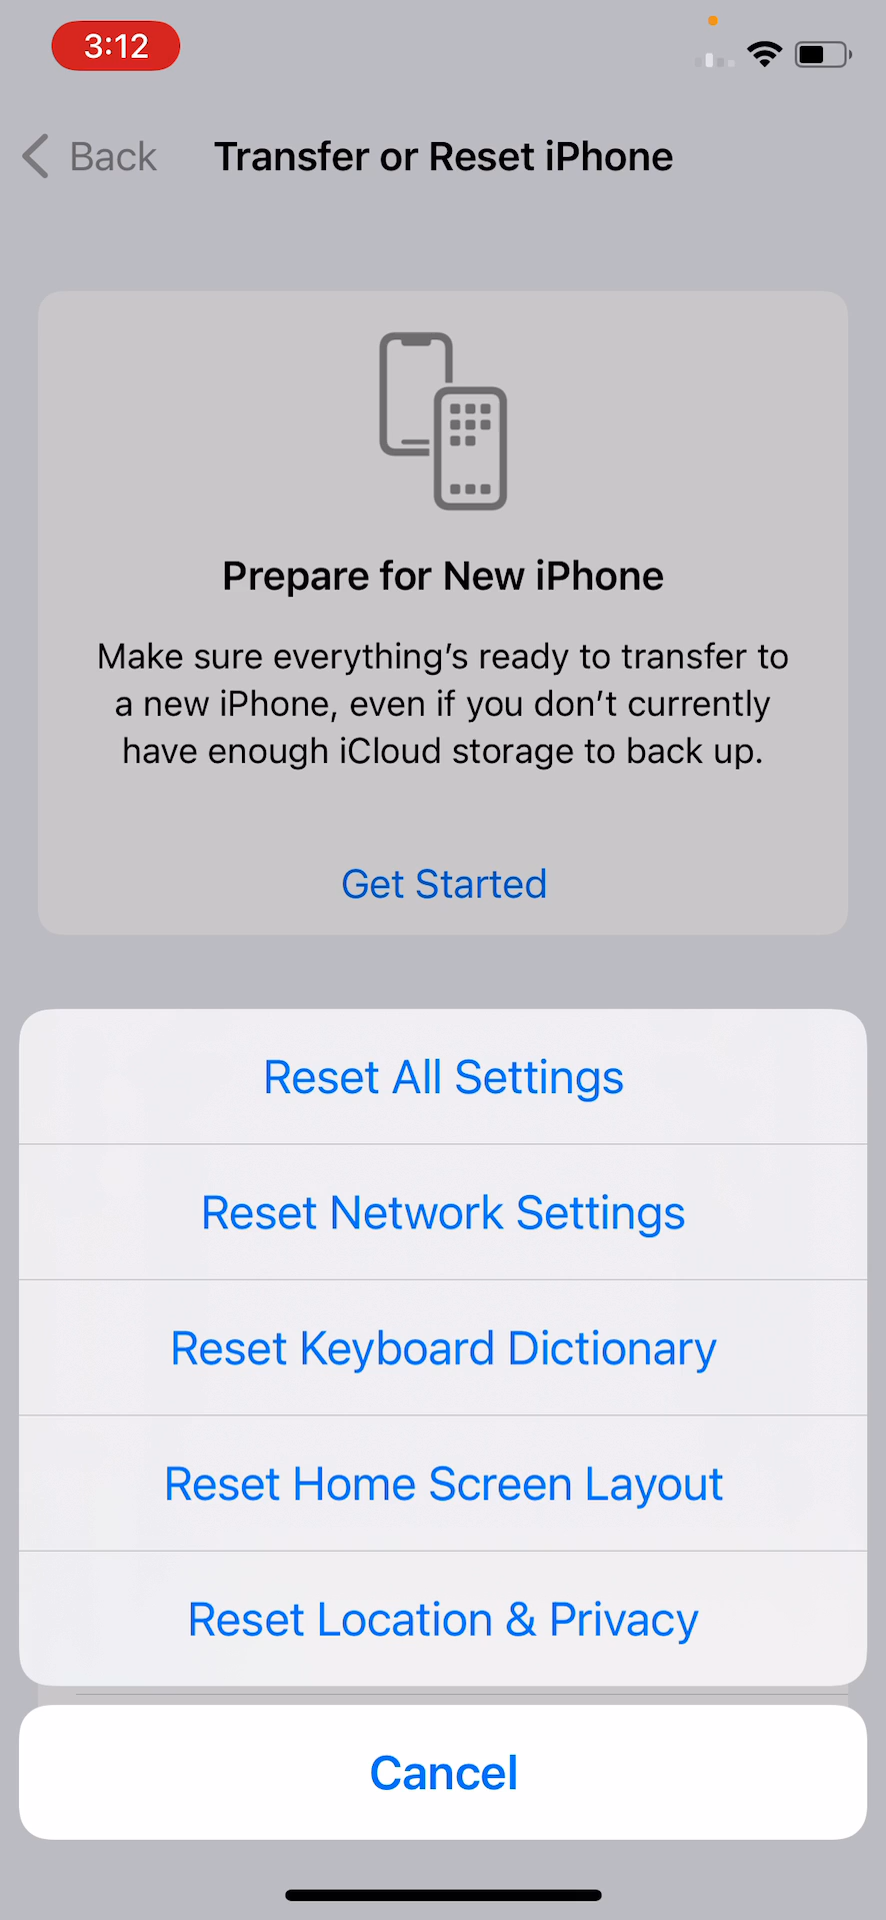 3:12
Back
Transfer or Reset iPhone
Prepare for New iPhone
Make sure everything’s ready to transfer to
a new iPhone, even if you don’t currently
have enough iCloud storage to back up.
Get Started
Reset All Settings
Reset Network Settings
Reset Keyboard Dictionary
Reset Home Screen Layout
Reset Location & Privacy
Cancel